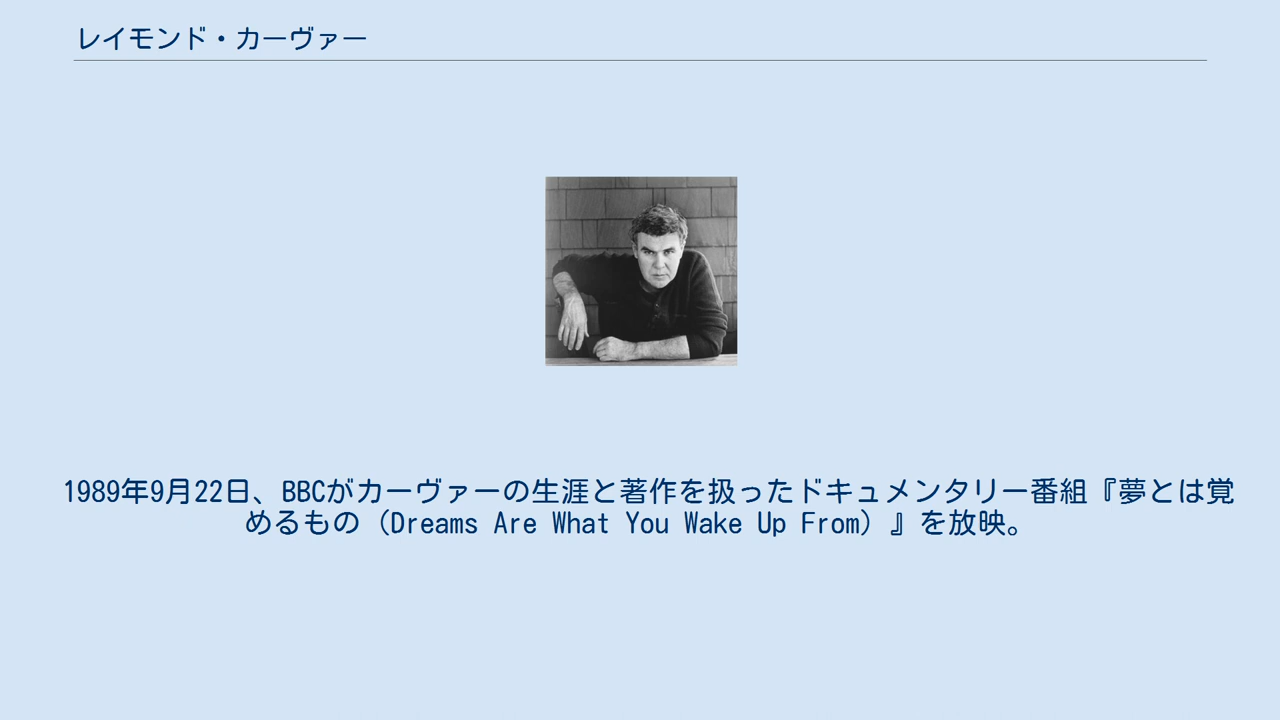 レイモンド・カーヴァー
1989年9月22日、BBCがカーヴァーの生涯と著作を扱ったドキュメンタリー番組『夢とは覚
めるもの（Dreams Are What You Wake Up From）』を放映。